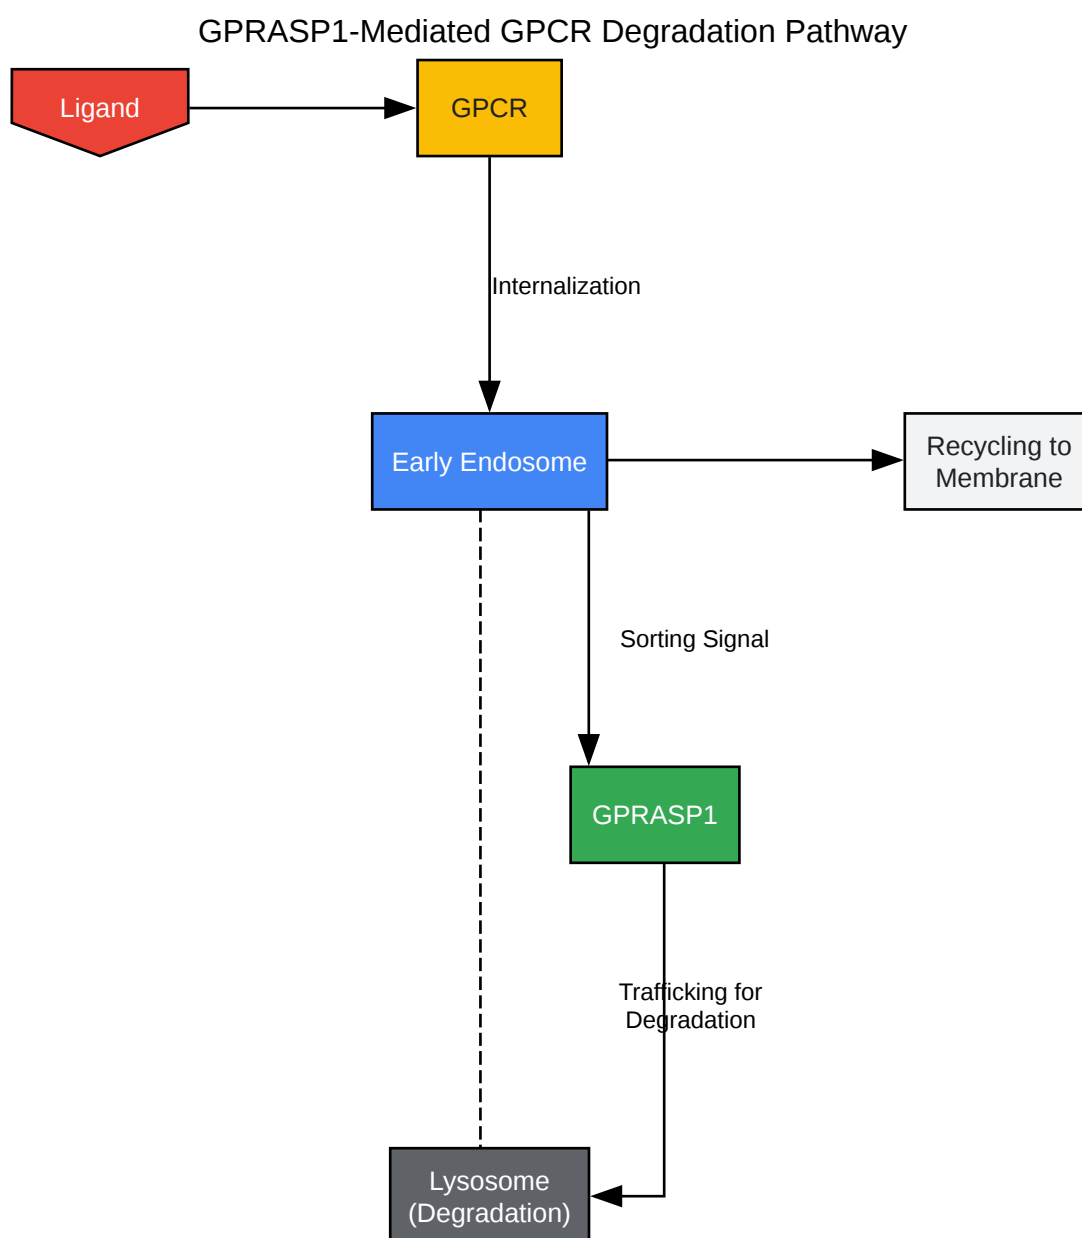 GPRASP1-Mediated GPCR Degradation Pathway
Ligand
GPCR
Internalization
Early Endosome
Recycling to
Membrane
Sorting Signal
GPRASP1
Trafficking for
Degradation
Lysosome
(Degradation)